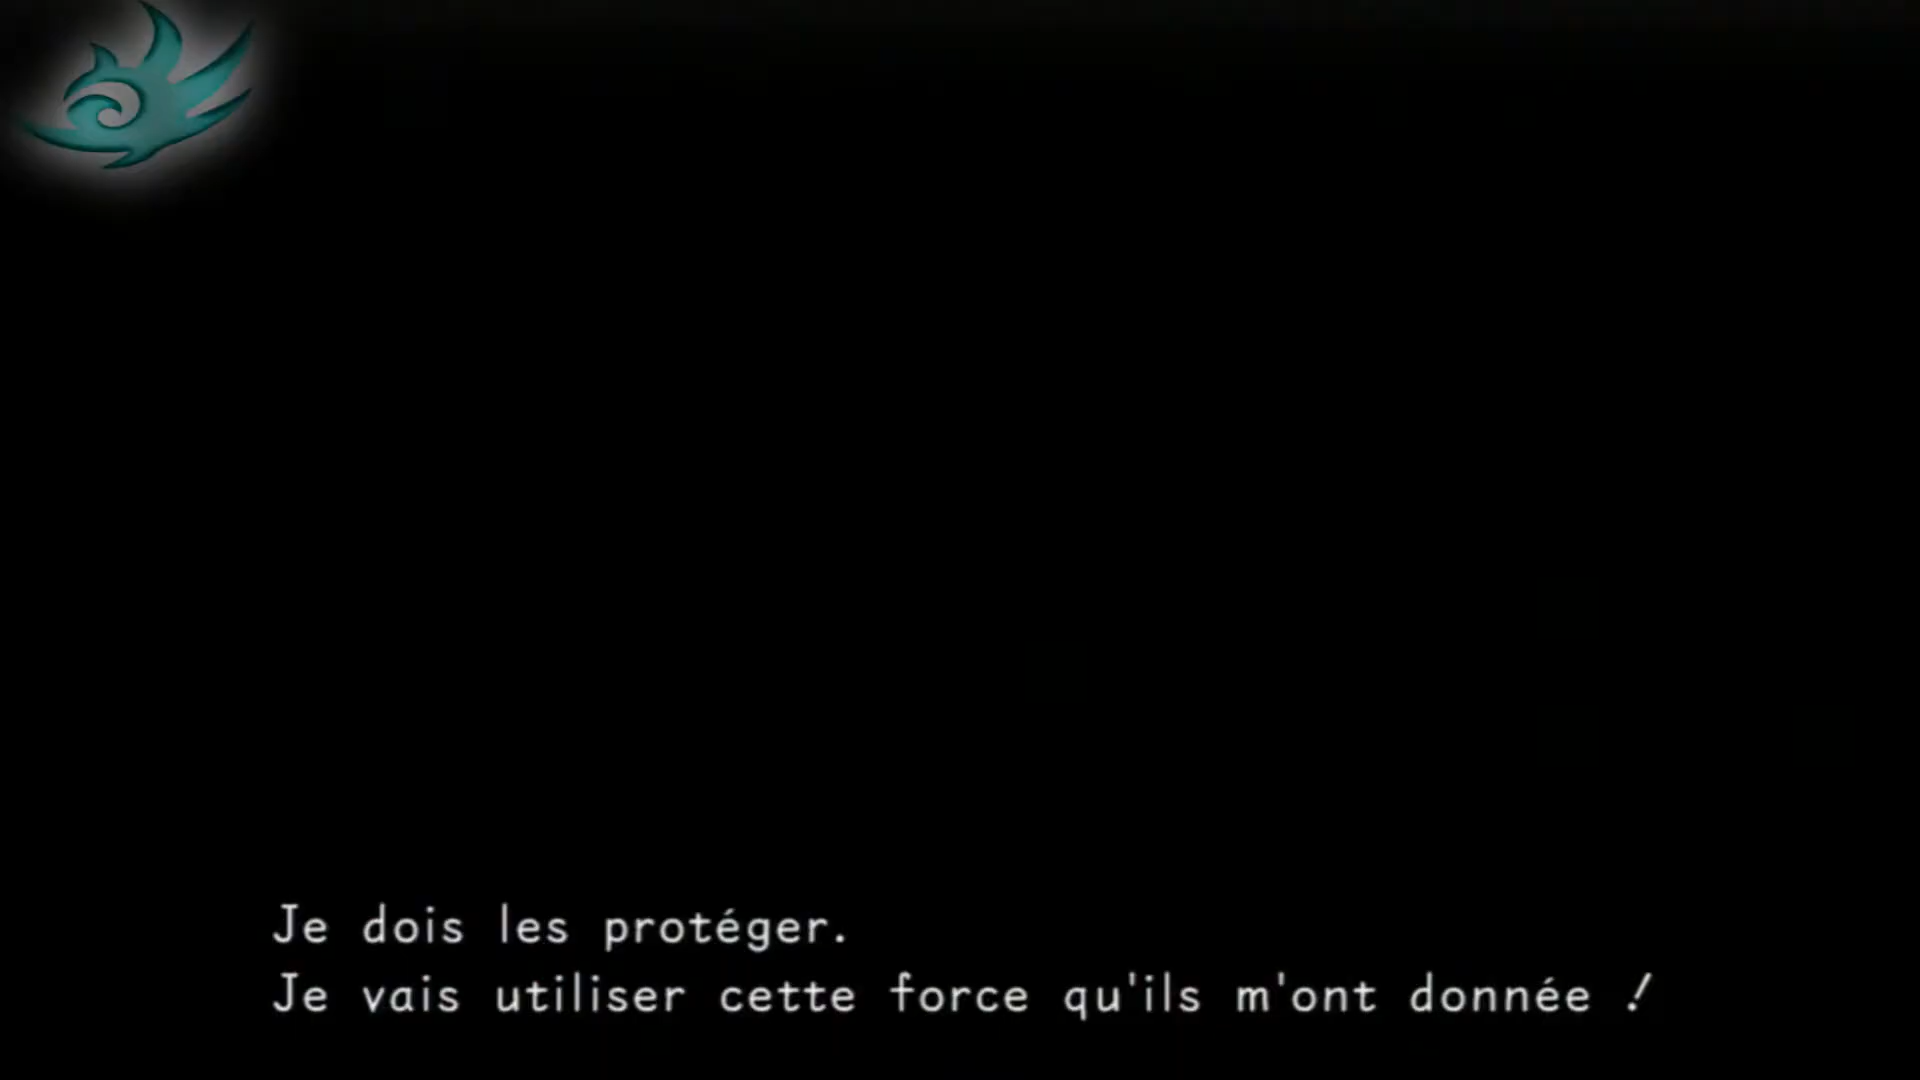 Je dois les protéger.
Je vais utiliser cette force qu'ils m'ont donnée !